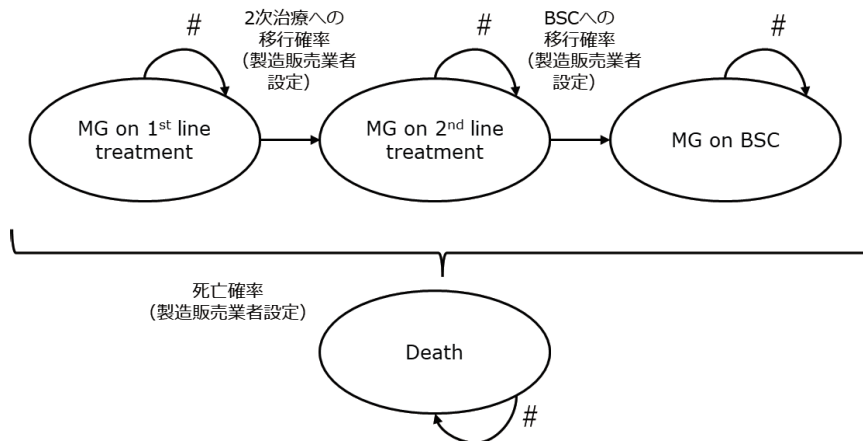 #
2次治療への
移行確率
(製造販売業者
設定)
#
BSCへの
移行確率
(製造販売業者
設定)
#
MG on 1st line
treatment
MG on 2nd line
treatment
MG on BSC
死亡確率
(製造販売業者設定)
Death
#